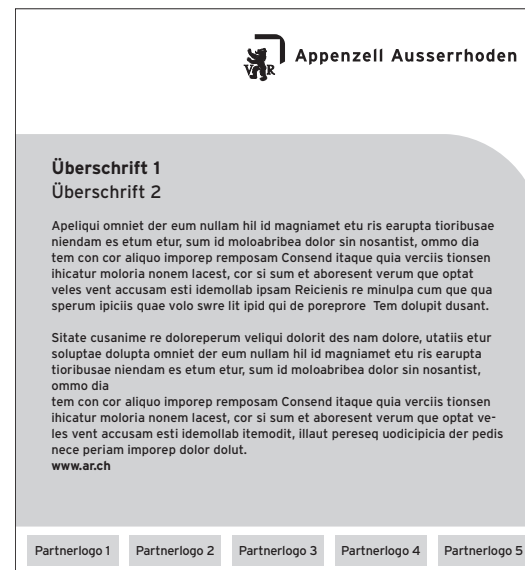 VR
Appenzell Ausserrhoden
Überschrift 1
Überschrift 2
Apeliqui omniet der eum nullam hil id magniamet etu ris earupta tioribusae
niendam es etum etur, sum id moloabribea dolor sin nosantist, ommo dia
tem con cor aliquo imporep remposam Consend itaque quia verciis tionsen
ihicatur moloria nonem lacest, cor si sum et aboresent verum que optat
veles vent accusam esti idemollab ipsam Reicienis re minulpa cum que qua
sperum ipiciis quae volo swre lit ipid qui de poreprore  Tem dolupit dusant.
Sitate cusanime re doloreperum veliqui dolorit des nam dolore, utatiis etur
soluptae dolupta omniet der eum nullam hil id magniamet etu ris earupta
tioribusae niendam es etum etur, sum id moloabribea dolor sin nosantist,
ommo dia
tem con cor aliquo imporep remposam Consend itaque quia verciis tionsen
ihicatur moloria nonem lacest, cor si sum et aboresent verum que optat ve-
les vent accusam esti idemollab itemodit, illaut pereseq uodicipicia der pedis
nece periam imporep dolor dolut.
www.ar.ch
Partnerlogo 1 Partnerlogo 2 Partnerlogo 3 Partnerlogo 4 Partnerlogo 5